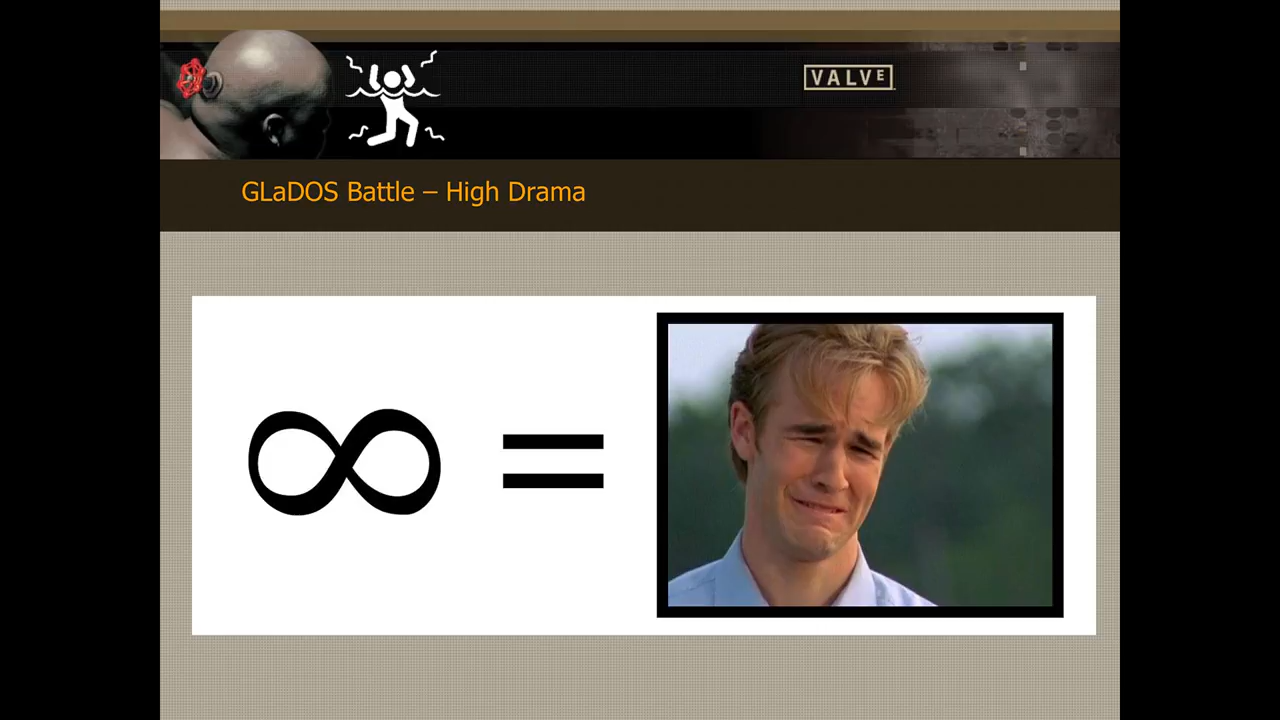 VALVE
GLaDOS Battle – High Drama
∞ =